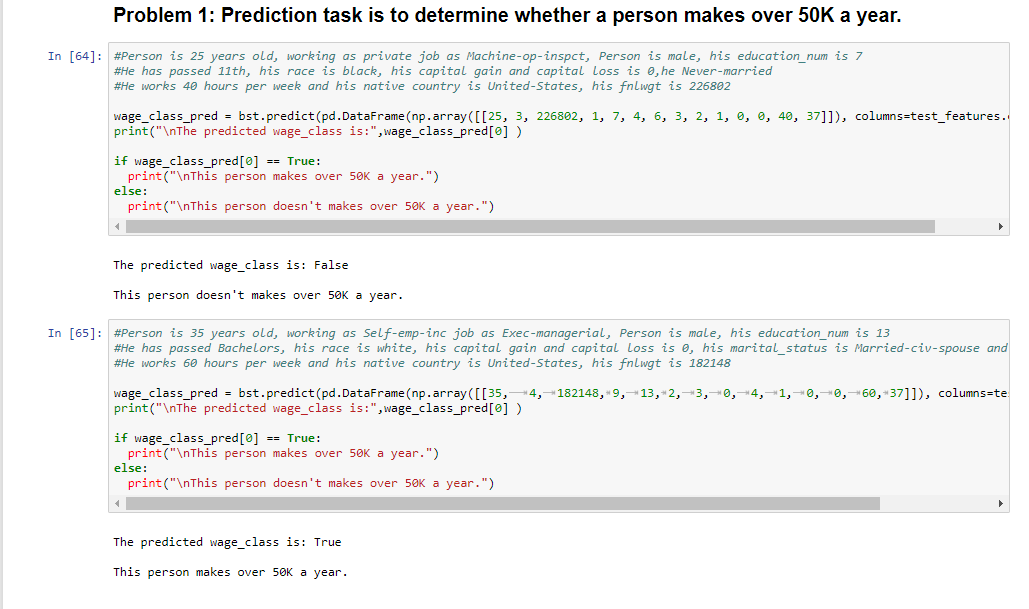 Problem 1: Prediction task is to determine whether a person makes over 50K a year.
In [64]:
#Person is 25 years old, working as private job as Machine-op-inspct, Person is male, his education_num is 7
#He has passed 11th, his race is black, his capital gain and capital loss is 0,he Never-married
#He works 40 hours per week and his native country is United-States, his fnlwgt is 226802
wage_class_pred = bst.predict(pd.DataFrame(np.array([[25, 3, 226802, 1, 7, 4, 6, 3, 2, 1, 0, 0, 40, 37]]), columns=test_features.
print("\nThe predicted wage_class is:",wage_class_pred[0] )
if wage_class_pred[0] == True:
print("\nThis person makes over 50K a year.")
else:
print("\nThis person doesn't makes over 50K a year.")
The predicted wage_class is: False
This person doesn't makes over 50K a year.
In [65]:
#Person is 35 years old, working as Self-emp-inc job as Exec-managerial, Person is male, his education_num is 13
#He has passed Bachelors, his race is white, his capital gain and capital loss is 0, his marital_status is Married-civ-spouse and
#He works 60 hours per week and his native country is United-States, his fnlwgt is 182148
wage_class_pred = bst.predict(pd.DataFrame(np.array([[35, 4, 182148, 9, 13, 2, 3, 0, 4, 1, 0, 0, 60, 37]]), columns=te
print("\nThe predicted wage_class is:",wage_class_pred[0] )
if wage_class_pred[0] == True:
print("\nThis person makes over 50K a year.")
else:
print("\nThis person doesn't makes over 50K a year.")
The predicted wage_class is: True
This person makes over 50K a year.